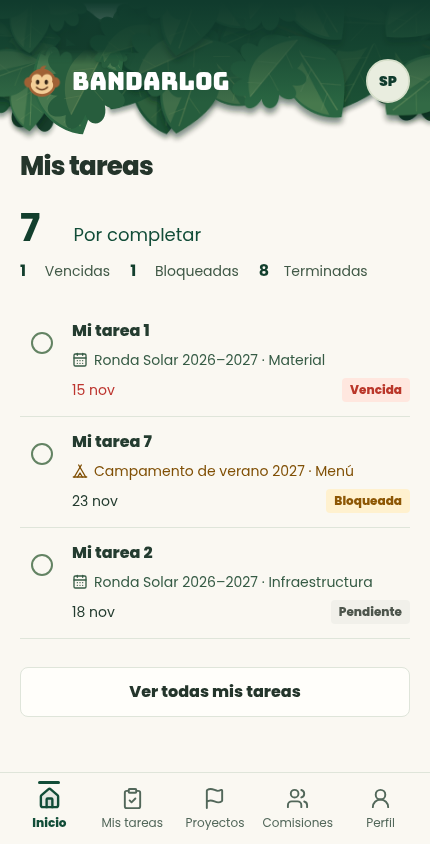 BANDARLOG
SP
Mis tareas
7 Por completar
1 Vencidas 1 Bloqueadas 8 Terminadas
Mi tarea 1
Ronda Solar 2026–2027 · Material
15 nov Vencida
Mi tarea 7
Campamento de verano 2027 · Menú
23 nov Bloqueada
Mi tarea 2
Ronda Solar 2026–2027 · Infraestructura
18 nov Pendiente
Ver todas mis tareas
Inicio Mis tareas Proyectos Comisiones Perfil